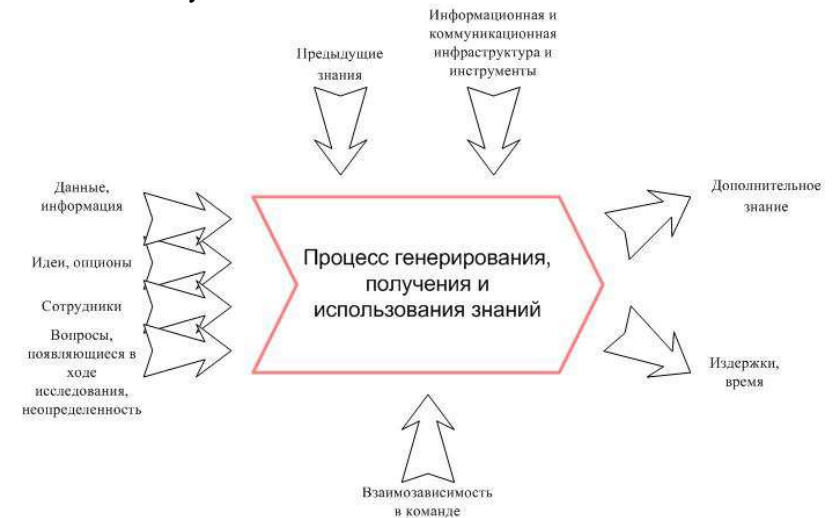 Информационная и
коммуникационная
инфраструктура и
инструменты
Предыдущие
знания
Данные,
информация
Идеи, опционы
Сотрудники
Вопросы,
появляющиеся в
ходе
исследования,
неопределенность
Процесс генерирования,
получения и
использования знаний
Дополнительное
знание
Издержки,
время
Взаимозависимость
в команде